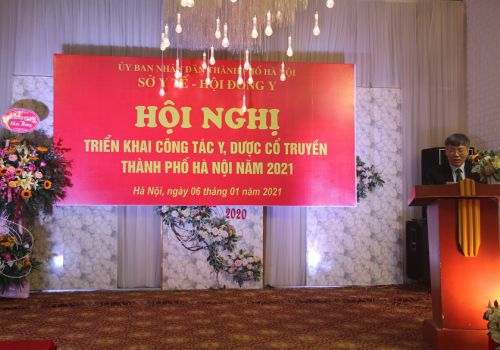 ỦY BAN NHÂN DÂN THÀNH PHỐ HÀ NỘI
SỞ Y TẾ - HỘI ĐÔNG Y
HỘI NGHỊ
TRIỂN KHAI CÔNG TÁC Y, DƯỢC CỔ TRUYỀN
THÀNH PHỐ HÀ NỘI NĂM 2021
Hà Nội, ngày 06 tháng 01 năm 2021
2020